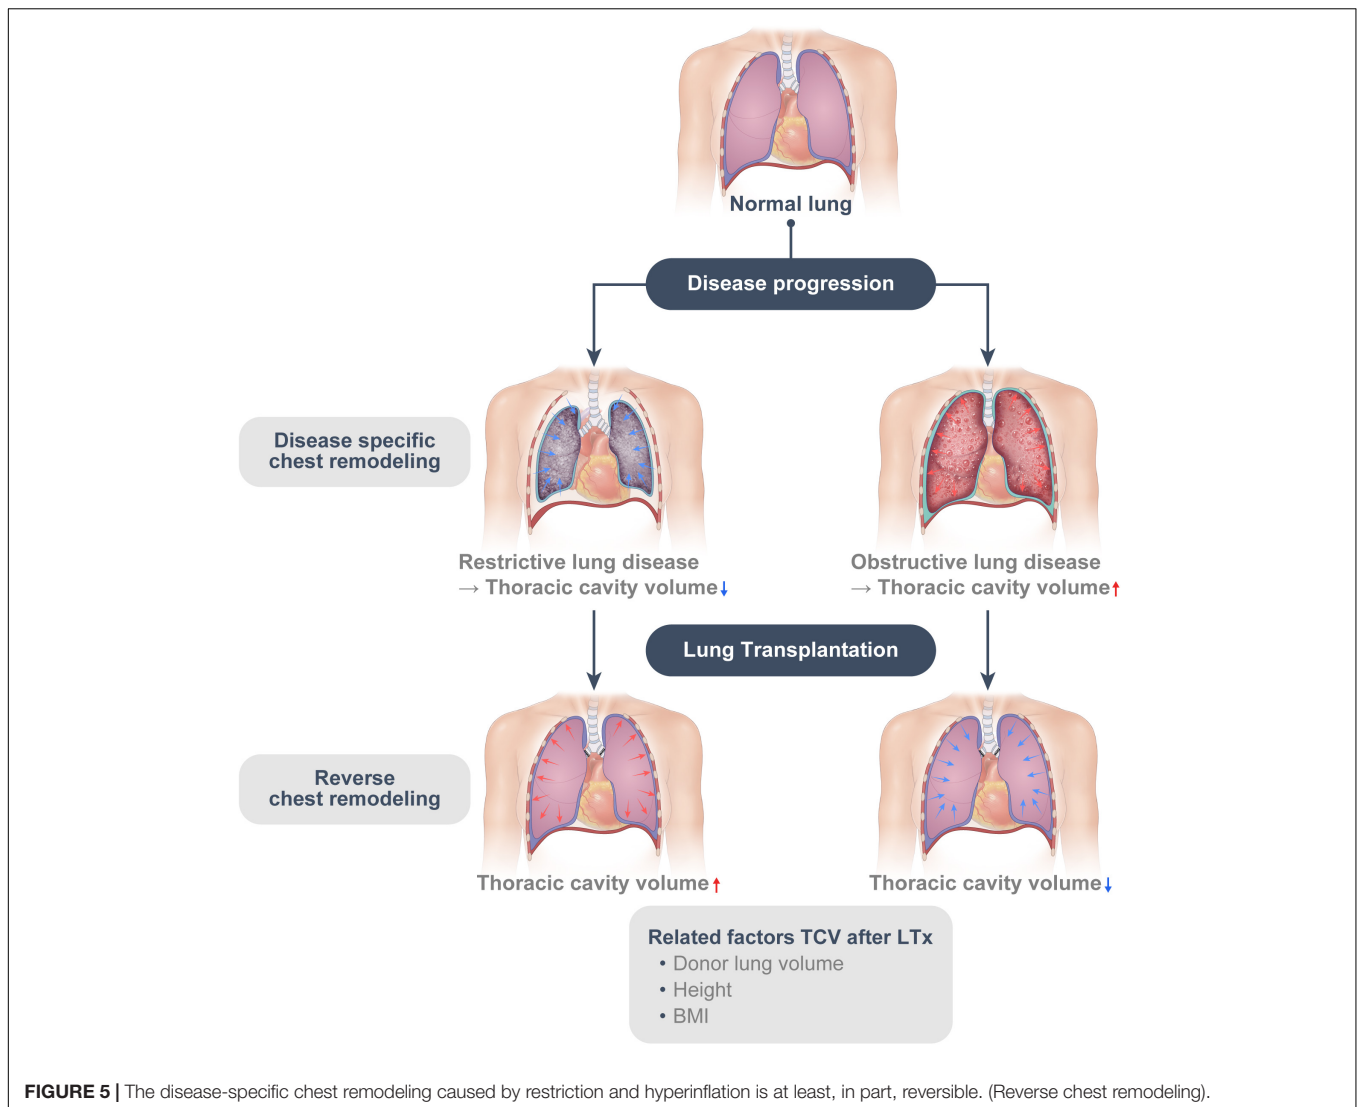 Normal lung
Disease progression
Disease specific
chest remodeling
Restrictive lung disease
→ Thoracic cavity volume↓
Obstructive lung disease
→ Thoracic cavity volume↑
Lung Transplantation
Reverse
chest remodeling
Thoracic cavity volume↑
Thoracic cavity volume↓
Related factors TCV after LTx
• Donor lung volume
• Height
• BMI
FIGURE 5 | The disease-specific chest remodeling caused by restriction and hyperinflation is at least, in part, reversible. (Reverse chest remodeling).